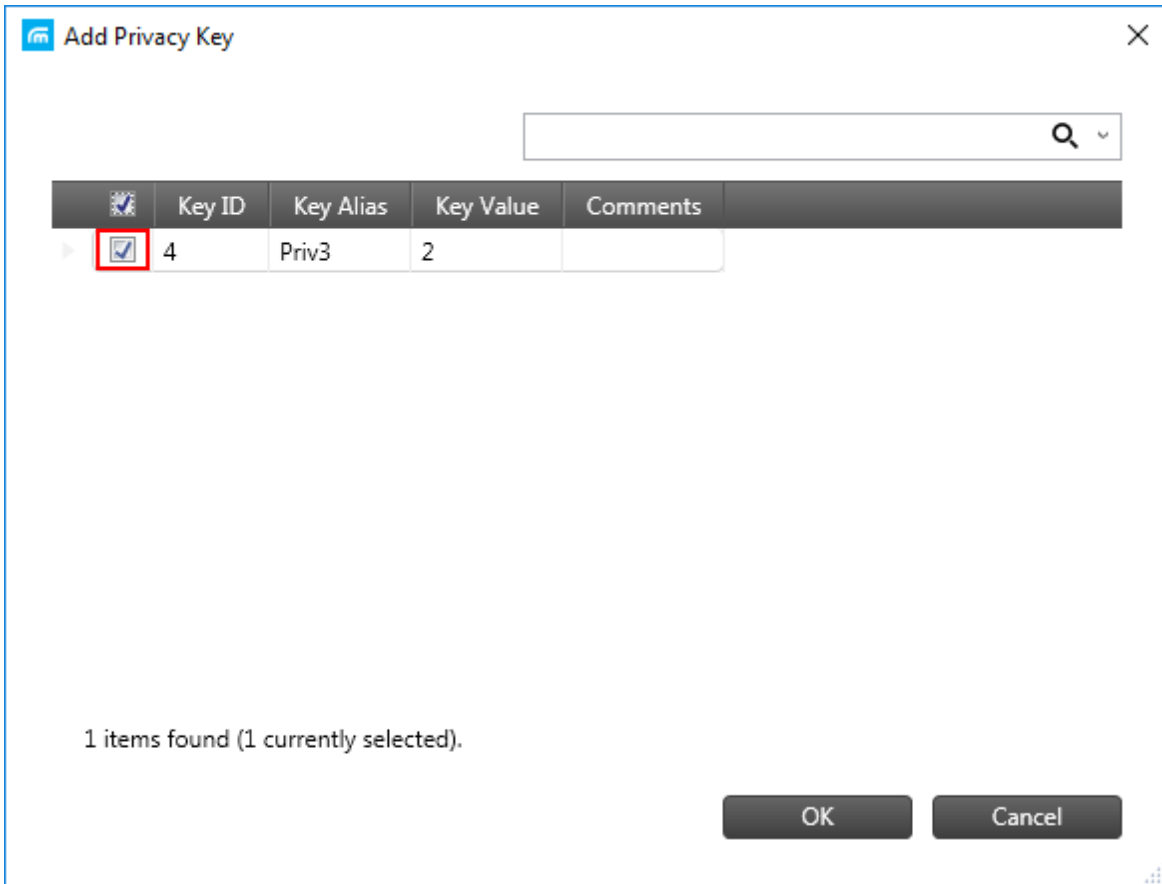 Add Privacy Key
Key ID Key Alias Key Value Comments
4 Priv3 2
1 items found (1 currently selected).
OK Cancel